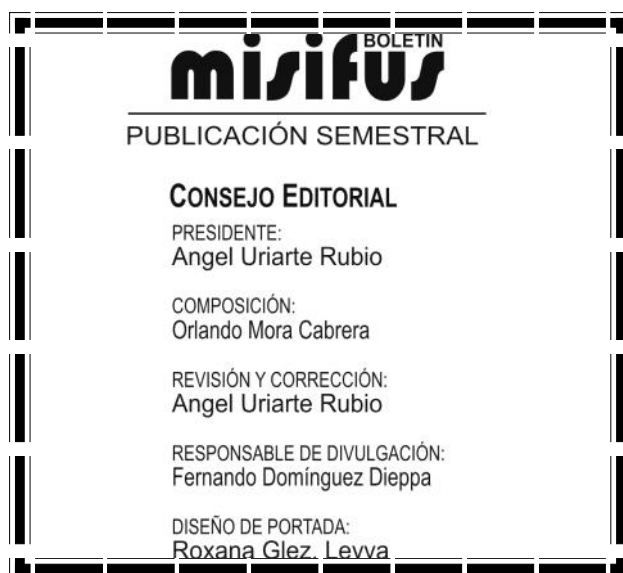 BOLETIN
misifus
PUBLICACIÓN SEMESTRAL
CONSEJO EDITORIAL
PRESIDENTE:
Angel Uriarte Rubio
COMPOSICIÓN:
Orlando Mora Cabrera
REVISIÓN Y CORRECCIÓN:
Angel Uriarte Rubio
RESPONSABLE DE DIVULGACIÓN:
Fernando Domínguez Dieppa
DISEÑO DE PORTADA:
Roxana Glez. Leyva